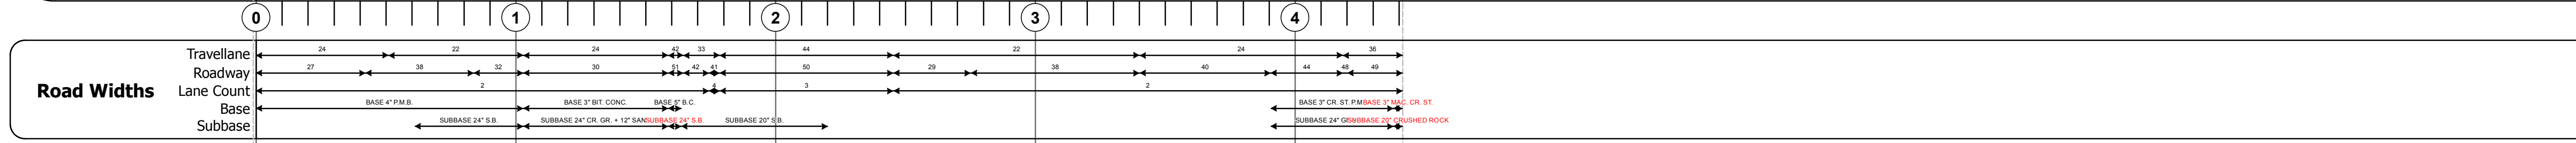 0 1 2 3 4
Travellane 24 22 24 42 33 44 22 24 36
Roadway 27 38 32 30 51 42 41 50 29 38 40 44 48 49
Road Widths
Lane Count 2 4 3 2
Base BASE 4" P.M.B. BASE 3" BIT. CONC. BASE 5" B.C. BASE 3" CR. ST. P.M BASE 3" MAC. CR. ST.
Subbase SUBBASE 24" S.B. SUBBASE 24" CR. GR. + 12" SAN SUBBASE 24" S.B. SUBBASE 20" S.B. SUBBASE 24" SUBBASE 20" CRUSHED ROCK